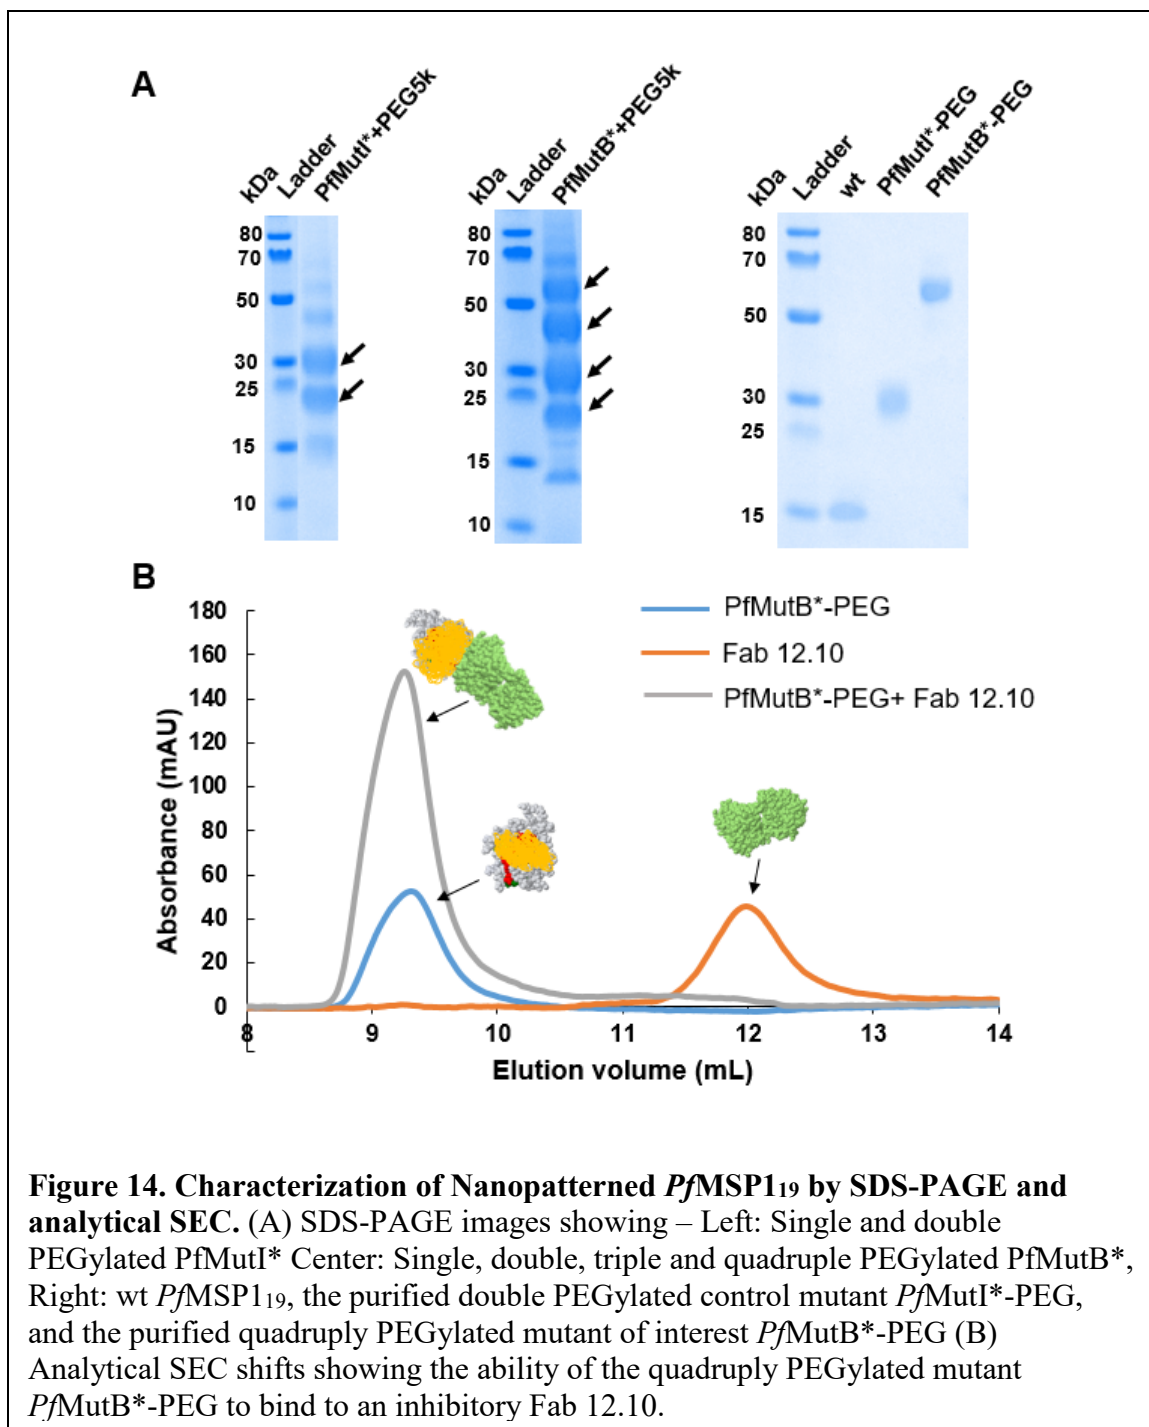 A
kDa
Ladder
PfMutI*+PEG5k
80
70
50
30
25
15
10
kDa
Ladder
PfMutB*+PEG5k
80
70
50
30
25
15
10
kDa
Ladder
wt
PfMutI*-PEG
PfMutB*-PEG
80
70
50
30
25
15
B
Absorbance (mAU)
180
160
140
120
100
80
60
40
20
0
8
9
10
11
12
13
14
Elution volume (mL)
PfMutB*-PEG
Fab 12.10
PfMutB*-PEG+ Fab 12.10
Figure 14. Characterization of Nanopatterned PfMSP1₁₉ by SDS-PAGE and
analytical SEC. (A) SDS-PAGE images showing – Left: Single and double
PEGylated PfMutI* Center: Single, double, triple and quadruple PEGylated PfMutB*,
Right: wt PfMSP1₁₉, the purified double PEGylated control mutant PfMutI*-PEG,
and the purified quadruply PEGylated mutant of interest PfMutB*-PEG (B)
Analytical SEC shifts showing the ability of the quadruply PEGylated mutant
PfMutB*-PEG to bind to an inhibitory Fab 12.10.